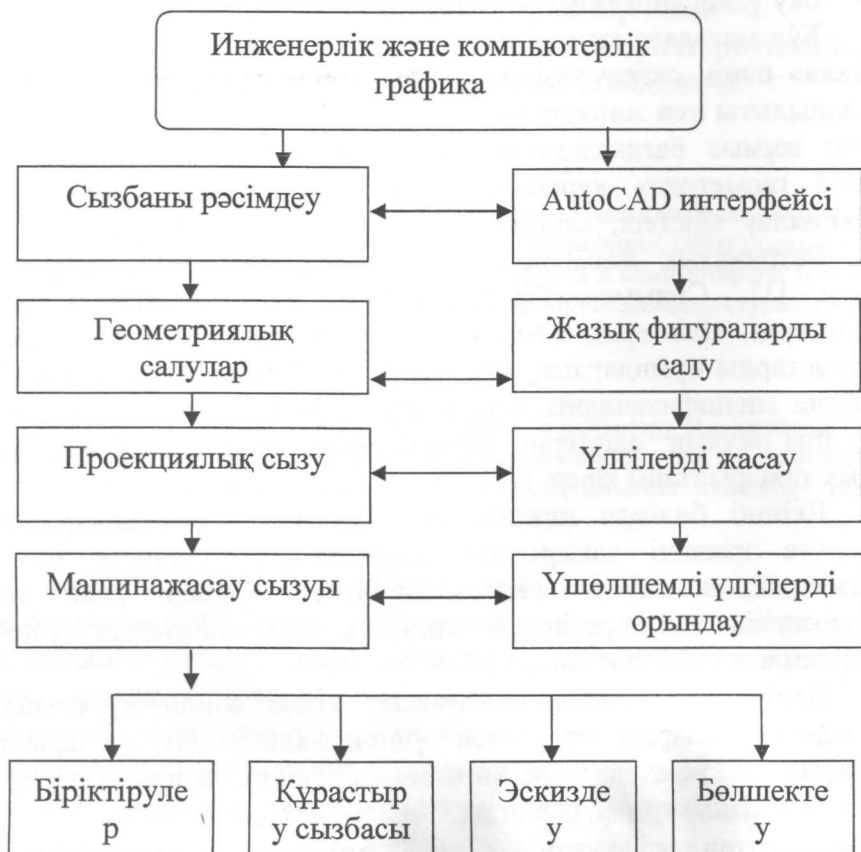 Инженерлік және компьютерлік
графика
Сызбаны рәсімдеу
AutoCAD интерфейсі
Геометриялық
салулар
Жазық фигураларды
салу
Проекциялық сызу
Үлгілерді жасау
Машинажасау сызуы
Үшөлшемді үлгілерді
орындау
Біріктіруле
р
Құрастыр
у сызбасы
Эскизде
у
Бөлшекте
у